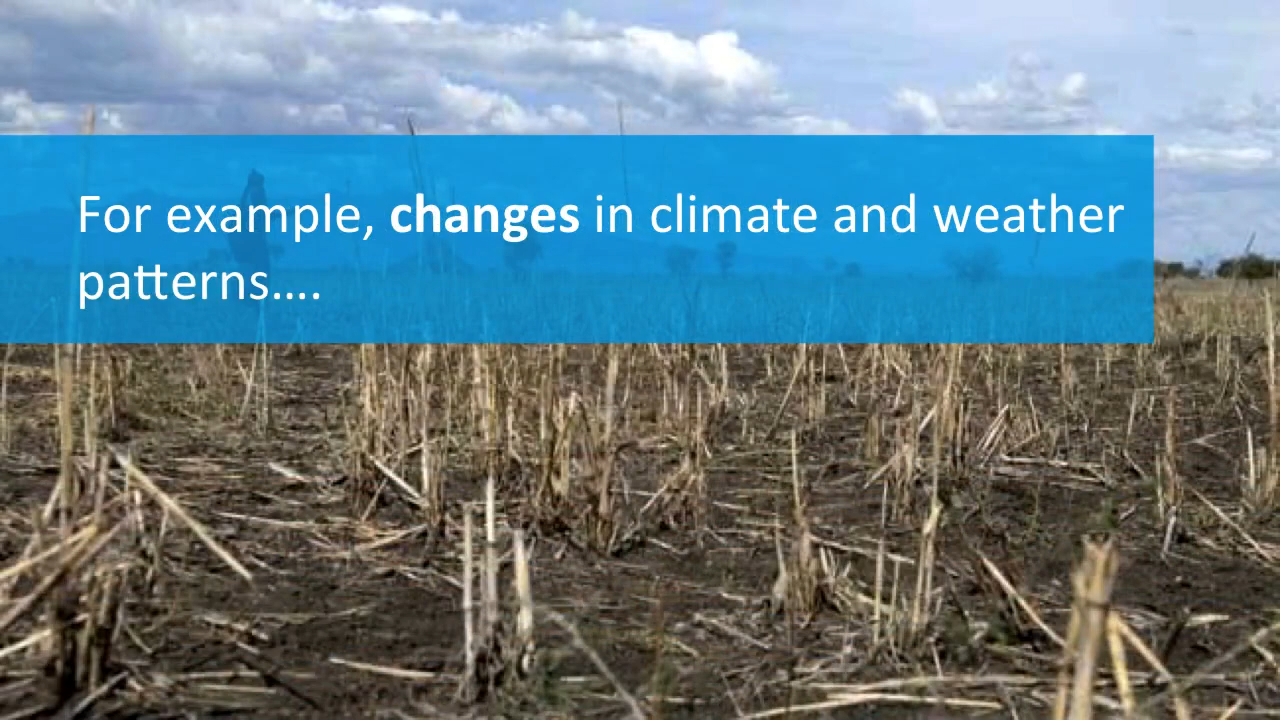 For example, changes in climate and weather
patterns….